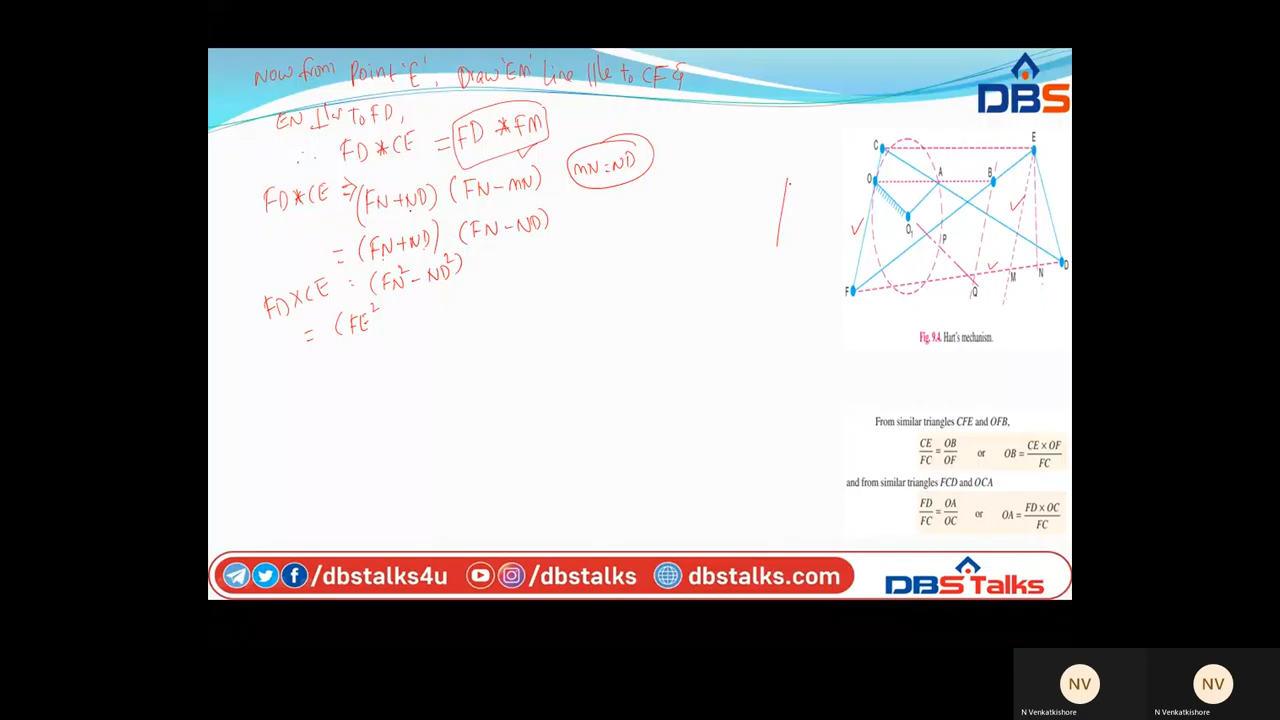 Now from Point 'E', Draw 'EM' line ||le to CF &
EN ⊥lr to FD,
∴ FD * CE = FD * FM
FD * CE ⇒ (FN+ND) (FN-MN) MN=ND
= (FN+ND) (FN-ND)
FD×CE = (FN² - ND²)
= (FE²
DBS
C
E
O
A
B
O₁
P
F
Q
M
N
D
Fig. 9.4. Hart's mechanism.
From similar triangles CFE and OFB,
CE/FC = OB/OF or OB = CE × OF/FC
and from similar triangles FCD and OCA
FD/FC = OA/OC or OA = FD × OC/FC
/dbstalks4u /dbstalks dbstalks.com DBS Talks
NV NV
N Venkatkishore N Venkatkishore